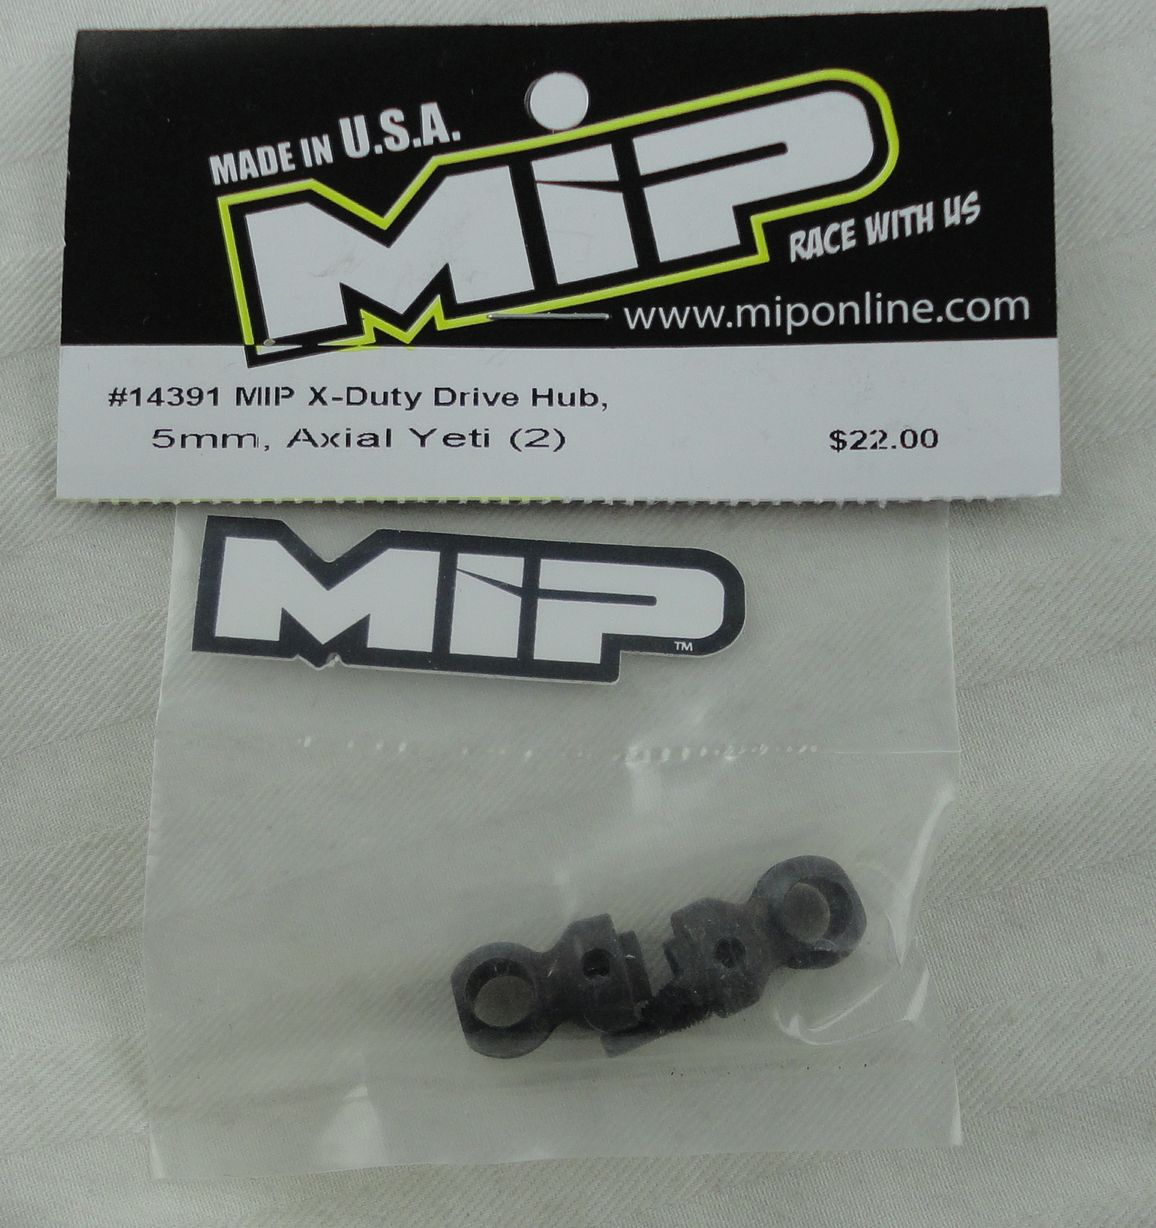 MADE IN U.S.A.
MiP
RACE WITH US
www.miponline.com
#14391 MIP X-Duty Drive Hub,
5mm, Axial Yeti (2)
$22.00
MiP
TM